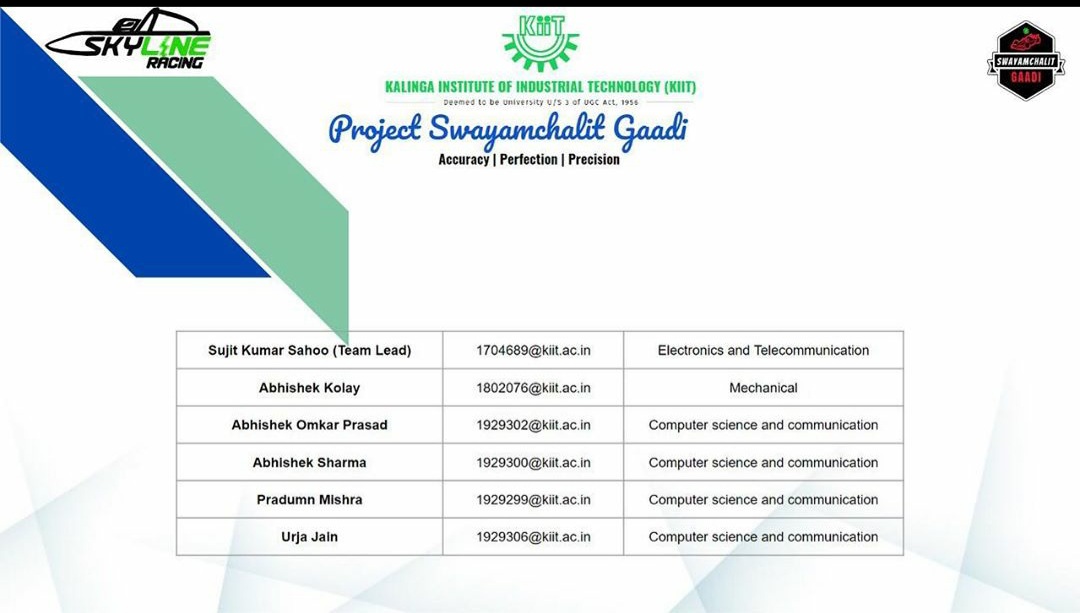 SKYLINE
RACING
KiiT
SWAYAMCHALIT
GAADI
KALINGA INSTITUTE OF INDUSTRIAL TECHNOLOGY (KIIT)
Deemed to be University U/S 3 of UGC Act, 1956
Project Swayamchalit Gaadi
Accuracy | Perfection | Precision
Sujit Kumar Sahoo (Team Lead) 1704689@kiit.ac.in Electronics and Telecommunication
Abhishek Kolay 1802076@kiit.ac.in Mechanical
Abhishek Omkar Prasad 1929302@kiit.ac.in Computer science and communication
Abhishek Sharma 1929300@kiit.ac.in Computer science and communication
Pradumn Mishra 1929299@kiit.ac.in Computer science and communication
Urja Jain 1929306@kiit.ac.in Computer science and communication